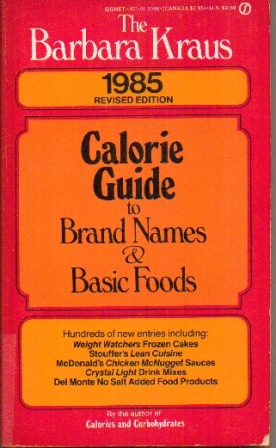 The
Barbara Kraus
1985
REVISED EDITION
Calorie
Guide
to
Brand Names
&
Basic Foods
Hundreds of new entries including:
Weight Watchers Frozen Cakes
Stouffer's Lean Cuisine
McDonald's Chicken McNugget Sauces
Crystal Light Drink Mixes
Del Monte No Salt Added Food Products
By the author of
Calories and Carbohydrates